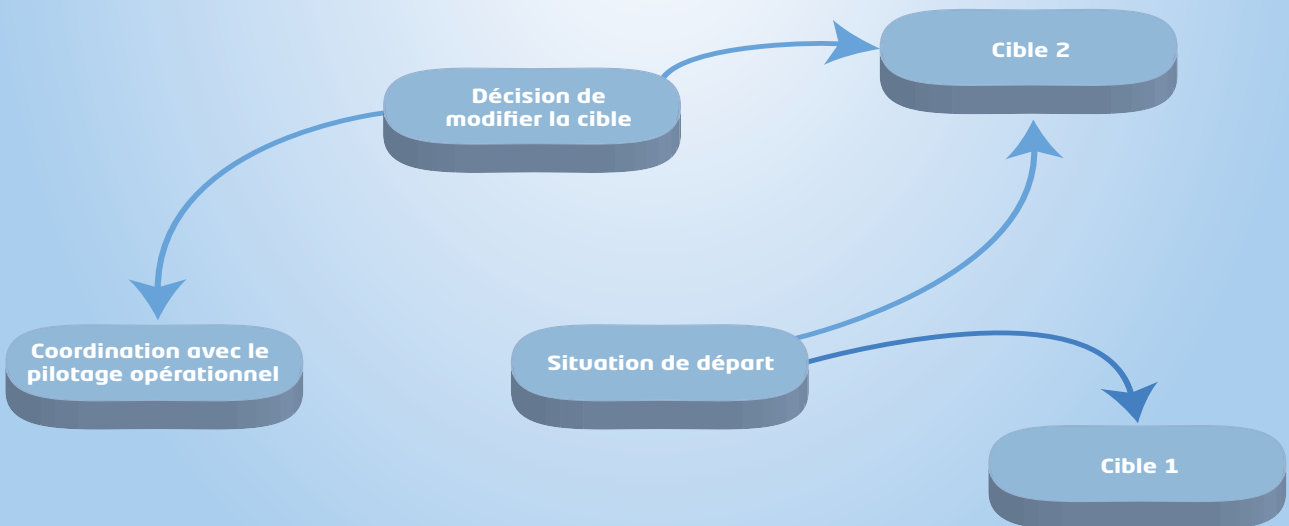 Cible 2
Décision de
modifier la cible
Coordination avec le
pilotage opérationnel
Situation de départ
Cible 1